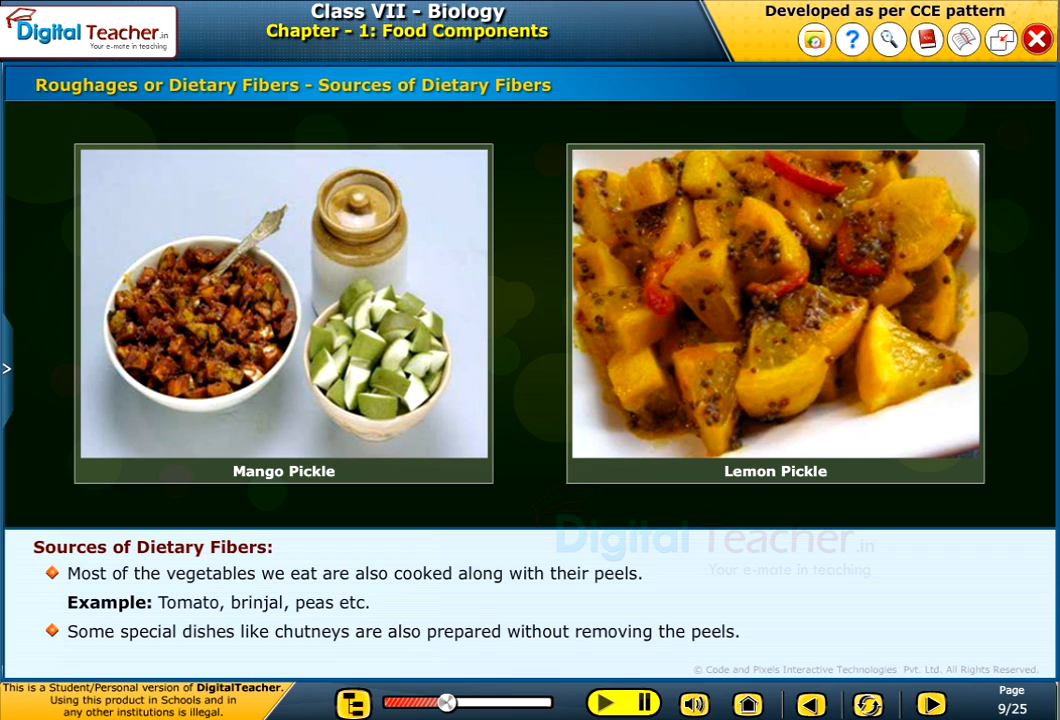 Digital Teacher.in
Your e-mate in teaching
Class VII - Biology
Chapter - 1: Food Components
Developed as per CCE pattern
?
Roughages or Dietary Fibers - Sources of Dietary Fibers
>
Mango Pickle
Lemon Pickle
Digital Teacher.in
Your e-mate in teaching
Sources of Dietary Fibers:
Most of the vegetables we eat are also cooked along with their peels.
Example: Tomato, brinjal, peas etc.
Some special dishes like chutneys are also prepared without removing the peels.
© Code and Pixels Interactive Technologies Pvt. Ltd. All Rights Reserved.
This is a Student/Personal version of DigitalTeacher.
Using this product in Schools and in
any other institutions is illegal.
Page
9/25